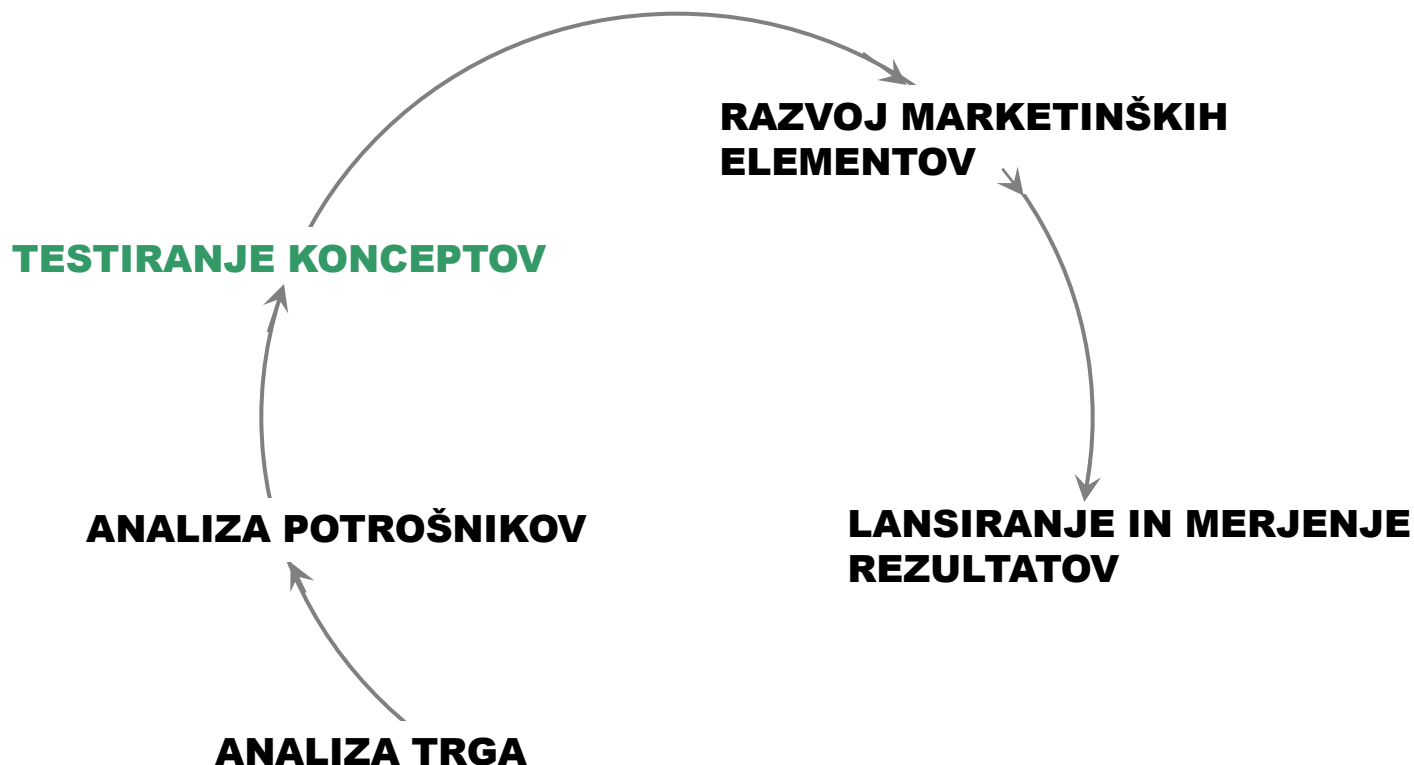 RAZVOJ MARKETINŠKIH
ELEMENTOV
TESTIRANJE KONCEPTOV
ANALIZA POTROŠNIKOV
LANSIRANJE IN MERJENJE
REZULTATOV
ANALIZA TRGA